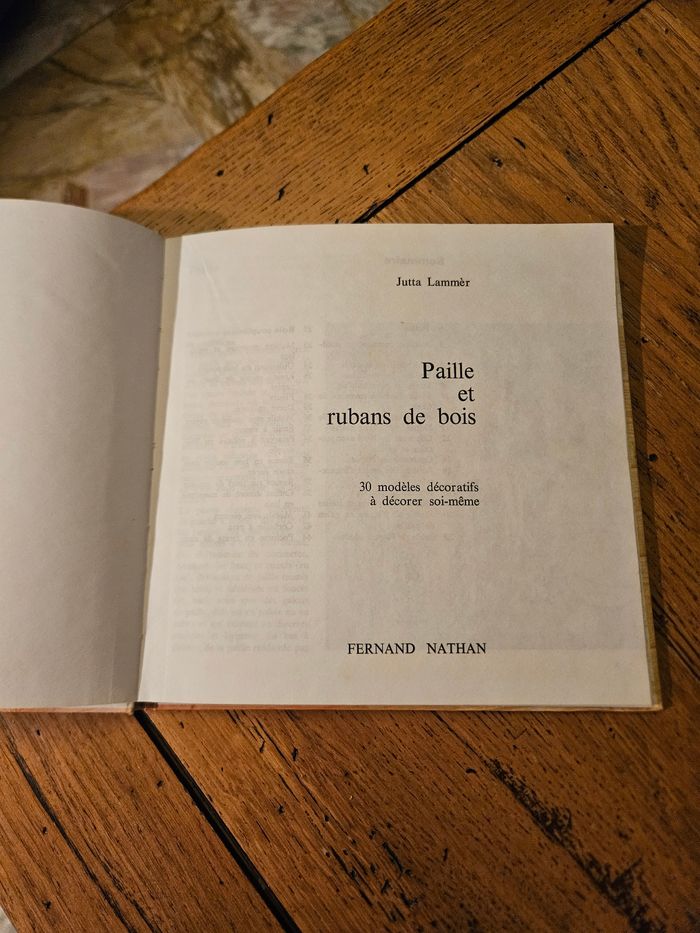 Jutta Lammèr
Paille
et
rubans de bois
30 modèles décoratifs
à décorer soi-même
FERNAND NATHAN